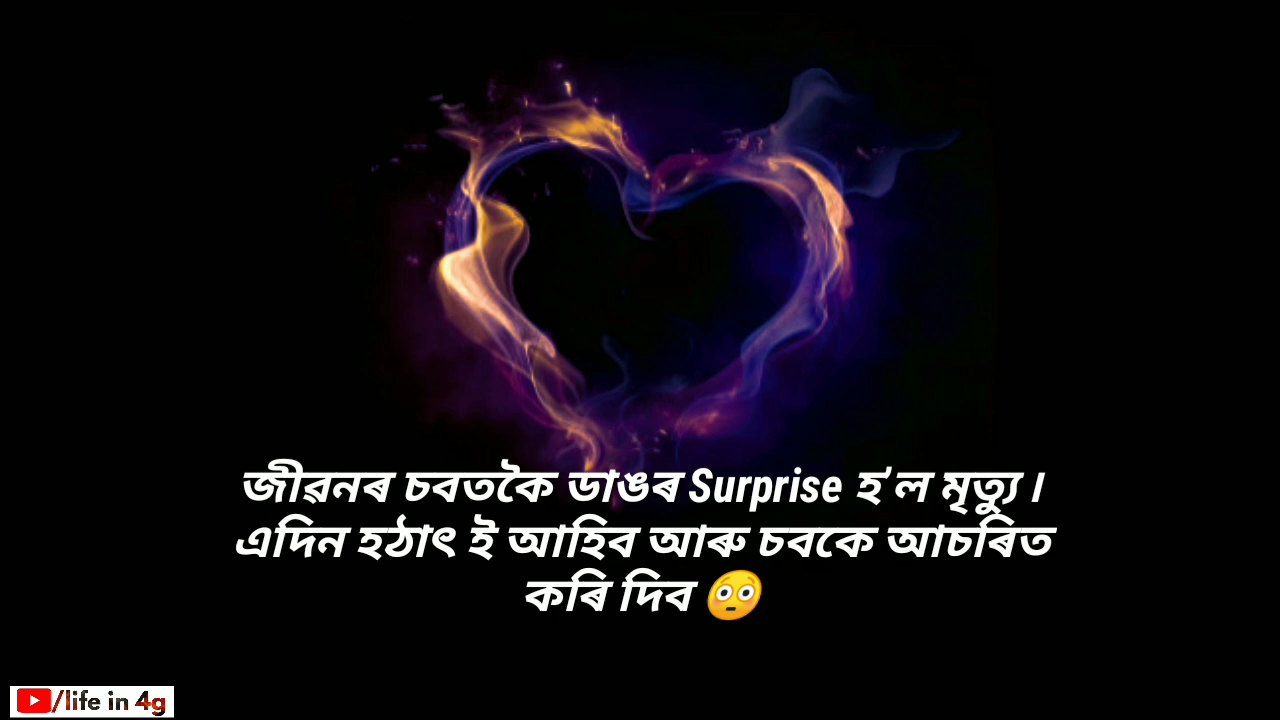 জীৱনৰ চবতকৈ ডাঙৰ Surprise হ'ল মৃত্যু ।
এদিন হঠাৎ ই আহিব আৰু চবকে আচৰিত
কৰি দিব 😳
/life in 4g